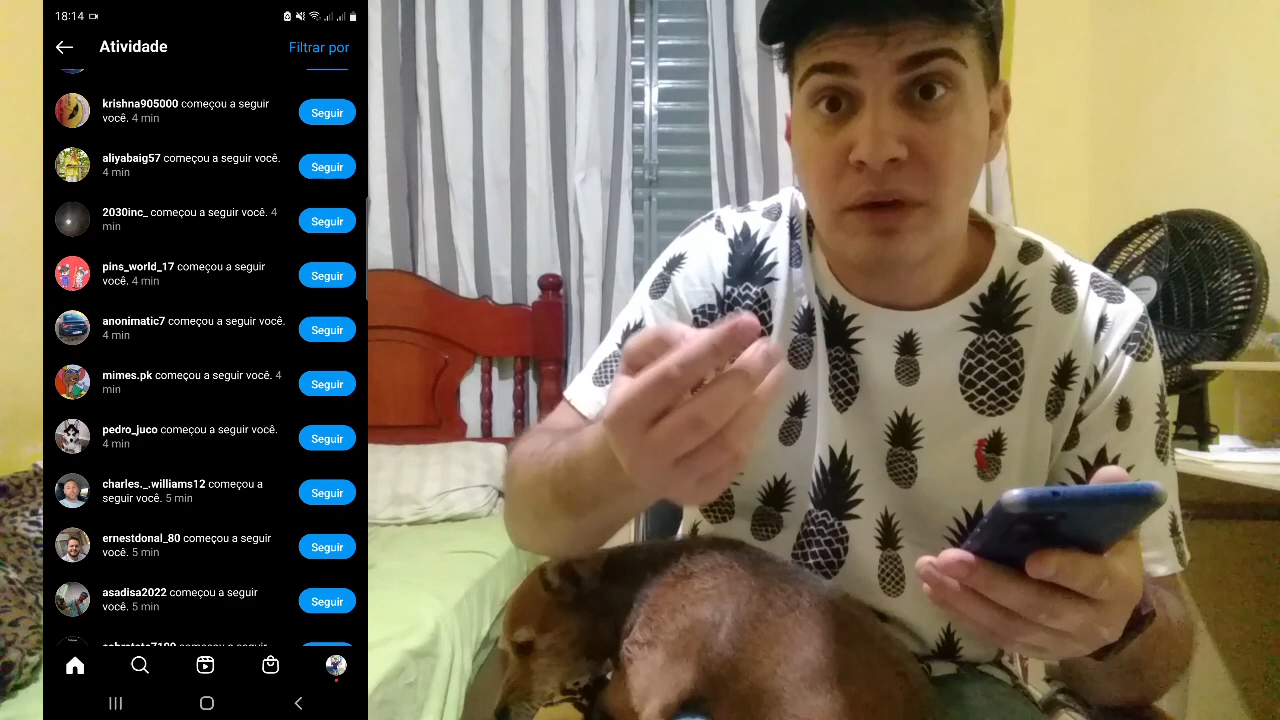 18:14
Atividade
Filtrar por
krishna905000 começou a seguir
você. 4 min
Seguir
aliyabaig57 começou a seguir você.
4 min
Seguir
2030inc_ começou a seguir você. 4
min
Seguir
pins_world_17 começou a seguir
você. 4 min
Seguir
anonimatic7 começou a seguir você.
4 min
Seguir
mimes.pk começou a seguir você. 4
min
Seguir
pedro_juco começou a seguir você.
4 min
Seguir
charles._.williams12 começou a
seguir você. 5 min
Seguir
ernestdonal_80 começou a seguir
você. 5 min
Seguir
asadisa2022 começou a seguir
você. 5 min
Seguir
começou a seguir